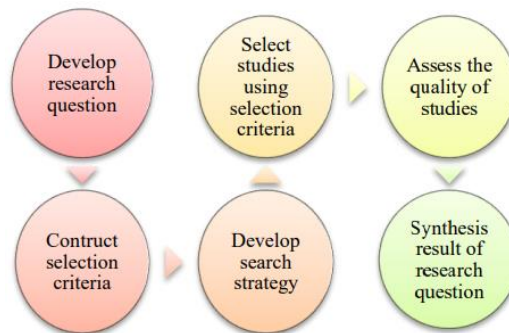 Develop
research
question
Contruct
selection
criteria
Develop
search
strategy
Select
studies
using
selection
criteria
Assess the
quality of
studies
Synthesis
result of
research
question